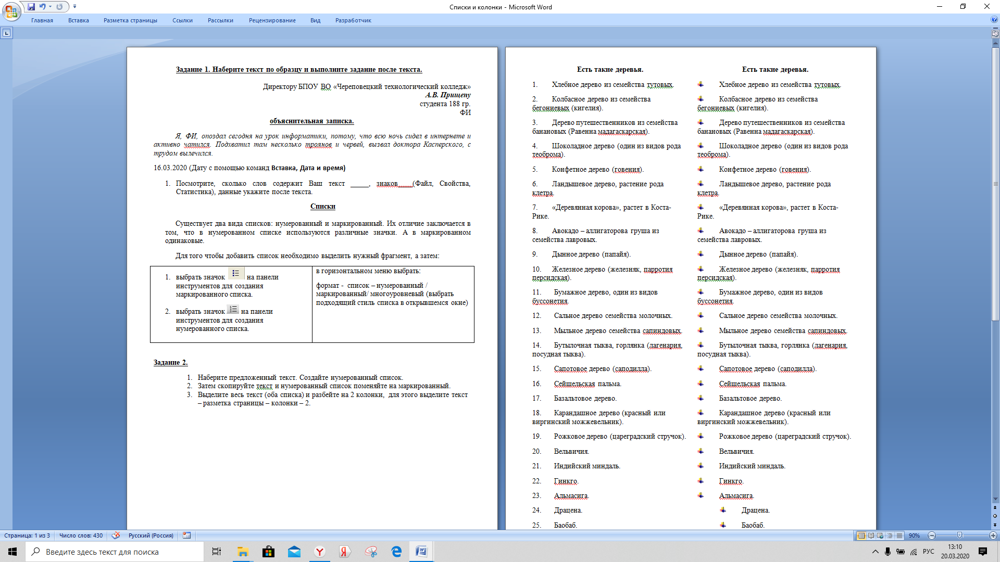 Списки и колонки - Microsoft Word
Главная Вставка Разметка страницы Ссылки Рассылки Рецензирование Вид Разработчик
Задание 1. Наберите текст по образцу и выполните задание после текста.
Директору БПОУ ВО «Череповецкий технологический колледж»
А.В. Прищепу
студента 188 гр.
ФИ
объяснительная записка.
Я, ФИ, опоздал сегодня на урок информатики, потому, что всю ночь сидел в интернете и
активно чатился. Подхватил там несколько троянов и червей, вызвал доктора Касперского, с
трудом вылечился.
16.03.2020 (Дату с помощью команд Вставка, Дата и время)
1. Посмотрите, сколько слов содержит Ваш текст _____, знаков____(Файл, Свойства,
Статистика), данные укажите после текста.
Списки
Существует два вида списков: нумерованный и маркированный. Их отличие заключается в
том, что в нумерованном списке используются различные значки. А в маркированном
одинаковые.
Для того чтобы добавить список необходимо выделить нужный фрагмент, а затем:
1. выбрать значок на панели
инструментов для создания
маркированного списка.
2. выбрать значок на панели
инструментов для создания
нумерованного списка.
в горизонтальном меню выбрать:
формат - список – нумерованный /
маркированный/ многоуровневый (выбрать
подходящий стиль списка в открывшемся окне)
Задание 2.
1. Наберите предложенный текст. Создайте нумерованный список.
2. Затем скопируйте текст и нумерованный список поменяйте на маркированный.
3. Выделите весь текст (оба списка) и разбейте на 2 колонки, для этого выделите текст
– разметка страницы – колонки – 2.
Есть такие деревья.
1. Хлебное дерево из семейства тутовых.
2. Колбасное дерево из семейства
бегониевых (кигелия).
3. Дерево путешественников из семейства
банановых (Равенна мадагаскарская).
4. Шоколадное дерево (один из видов рода
теоброма).
5. Конфетное дерево (говения).
6. Ландышевое дерево, растение рода
клетра.
7. «Деревянная корова», растет в Коста-
Рике.
8. Авокадо – аллигаторова груша из
семейства лавровых.
9. Дынное дерево (папайя).
10. Железное дерево (железняк, парротия
персидская).
11. Бумажное дерево, один из видов
буссонетия.
12. Сальное дерево семейства молочных.
13. Мыльное дерево семейства сапиндовых.
14. Бутылочная тыква, горлянка (лагенария,
посудная тыква).
15. Сапотовое дерево (саподилла).
16. Сейшельская пальма.
17. Базальтовое дерево.
18. Карандашное дерево (красный или
виргинский можжевельник).
19. Рожковое дерево (цареградский стручок).
20. Вельвичия.
21. Индийский миндаль.
22. Гинкго.
23. Альмасига.
24. Драцена.
25. Баобаб.
Есть такие деревья.
Хлебное дерево из семейства тутовых.
Колбасное дерево из семейства
бегониевых (кигелия).
Дерево путешественников из семейства
банановых (Равенна мадагаскарская).
Шоколадное дерево (один из видов рода
теоброма).
Конфетное дерево (говения).
Ландышевое дерево, растение рода
клетра.
«Деревянная корова», растет в Коста-
Рике.
Авокадо – аллигаторова груша из
семейства лавровых.
Дынное дерево (папайя).
Железное дерево (железняк, парротия
персидская).
Бумажное дерево, один из видов
буссонетия.
Сальное дерево семейства молочных.
Мыльное дерево семейства сапиндовых.
Бутылочная тыква, горлянка (лагенария,
посудная тыква).
Сапотовое дерево (саподилла).
Сейшельская пальма.
Базальтовое дерево.
Карандашное дерево (красный или
виргинский можжевельник).
Рожковое дерево (цареградский стручок).
Вельвичия.
Индийский миндаль.
Гинкго.
Альмасига.
Драцена.
Баобаб.
Страница: 1 из 3 Число слов: 430 Русский (Россия) 90%
Введите здесь текст для поиска
РУС
13:10
20.03.2020